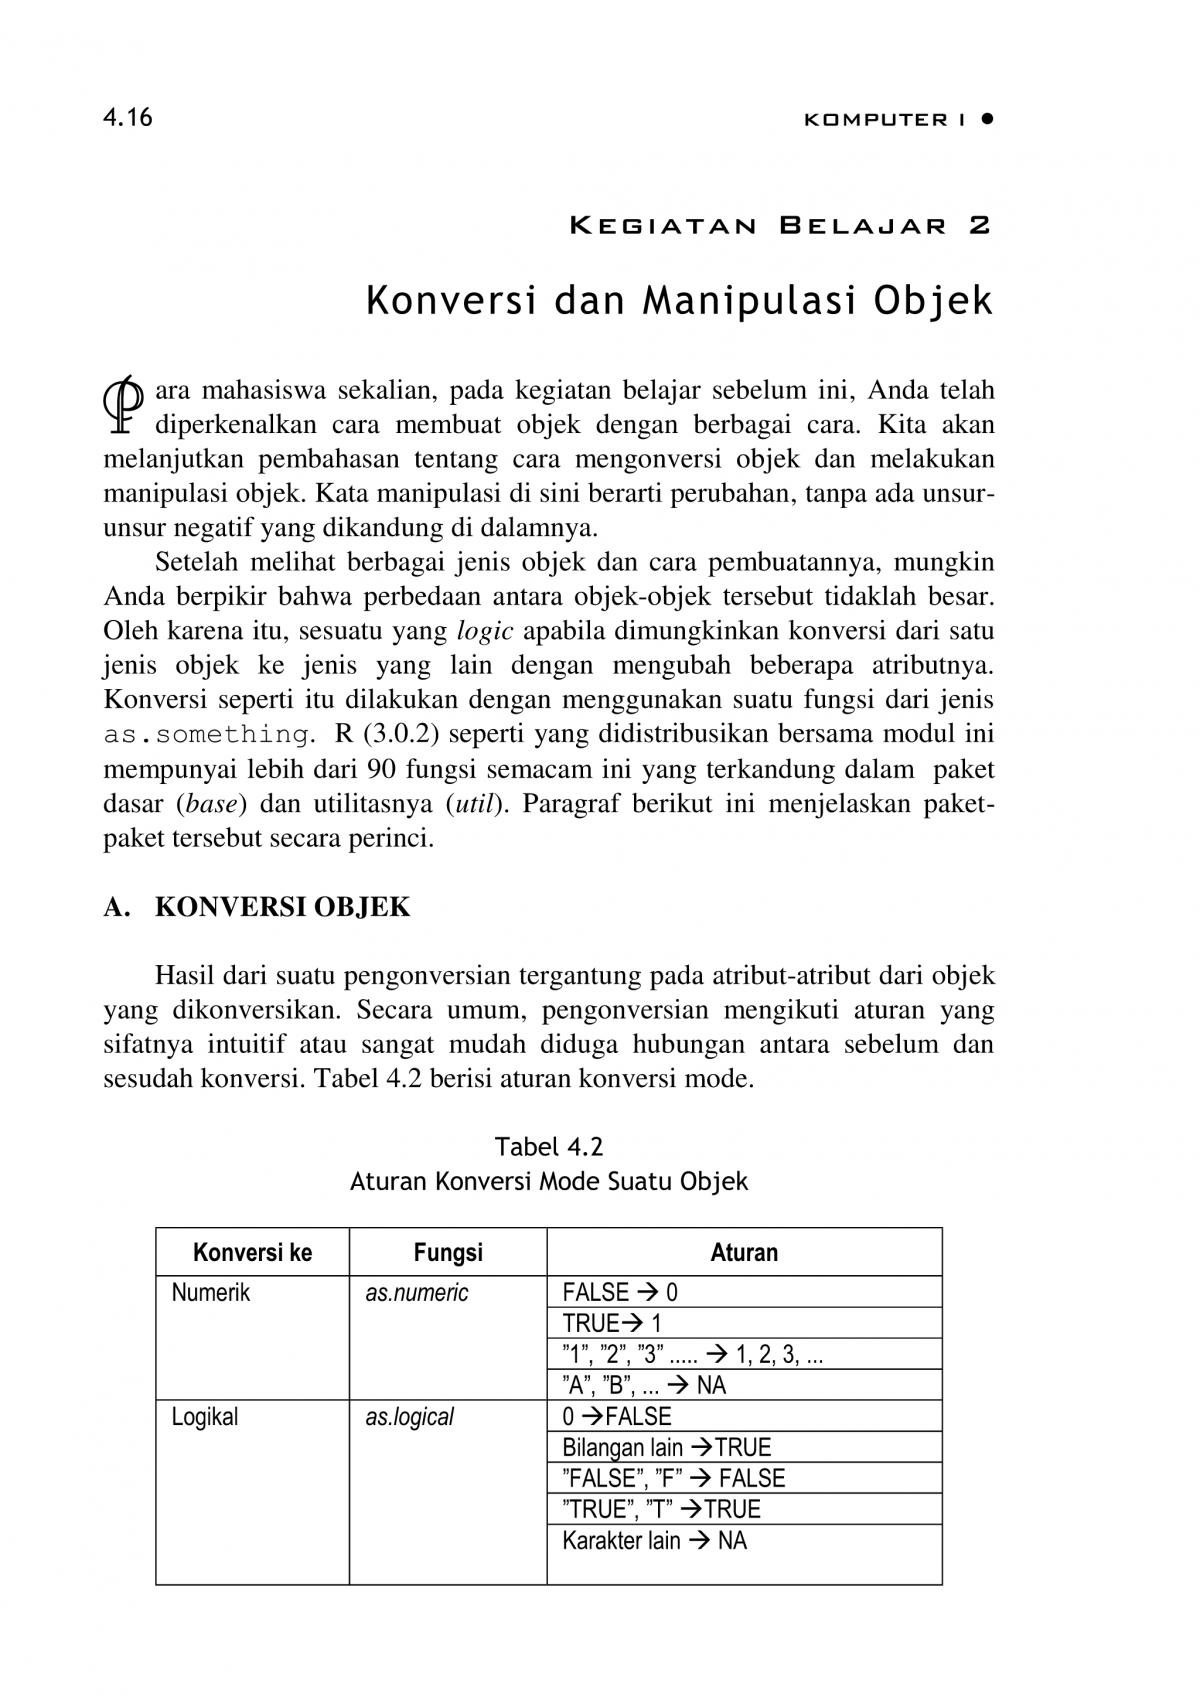 4.16 KOMPUTER I ●
KEGIATAN BELAJAR 2
Konversi dan Manipulasi Objek
Para mahasiswa sekalian, pada kegiatan belajar sebelum ini, Anda telah
diperkenalkan cara membuat objek dengan berbagai cara. Kita akan
melanjutkan pembahasan tentang cara mengonversi objek dan melakukan
manipulasi objek. Kata manipulasi di sini berarti perubahan, tanpa ada unsur-
unsur negatif yang dikandung di dalamnya.
Setelah melihat berbagai jenis objek dan cara pembuatannya, mungkin
Anda berpikir bahwa perbedaan antara objek-objek tersebut tidaklah besar.
Oleh karena itu, sesuatu yang logic apabila dimungkinkan konversi dari satu
jenis objek ke jenis yang lain dengan mengubah beberapa atributnya.
Konversi seperti itu dilakukan dengan menggunakan suatu fungsi dari jenis
as.something. R (3.0.2) seperti yang didistribusikan bersama modul ini
mempunyai lebih dari 90 fungsi semacam ini yang terkandung dalam paket
dasar (base) dan utilitasnya (util). Paragraf berikut ini menjelaskan paket-
paket tersebut secara perinci.
A. KONVERSI OBJEK
Hasil dari suatu pengonversian tergantung pada atribut-atribut dari objek
yang dikonversikan. Secara umum, pengonversian mengikuti aturan yang
sifatnya intuitif atau sangat mudah diduga hubungan antara sebelum dan
sesudah konversi. Tabel 4.2 berisi aturan konversi mode.
Tabel 4.2
Aturan Konversi Mode Suatu Objek
Konversi ke Fungsi Aturan
Numerik as.numeric FALSE → 0
TRUE→ 1
”1”, ”2”, ”3” ..... → 1, 2, 3, ...
”A”, ”B”, ... → NA
Logikal as.logical 0 →FALSE
Bilangan lain →TRUE
”FALSE”, ”F” → FALSE
”TRUE”, ”T” →TRUE
Karakter lain → NA